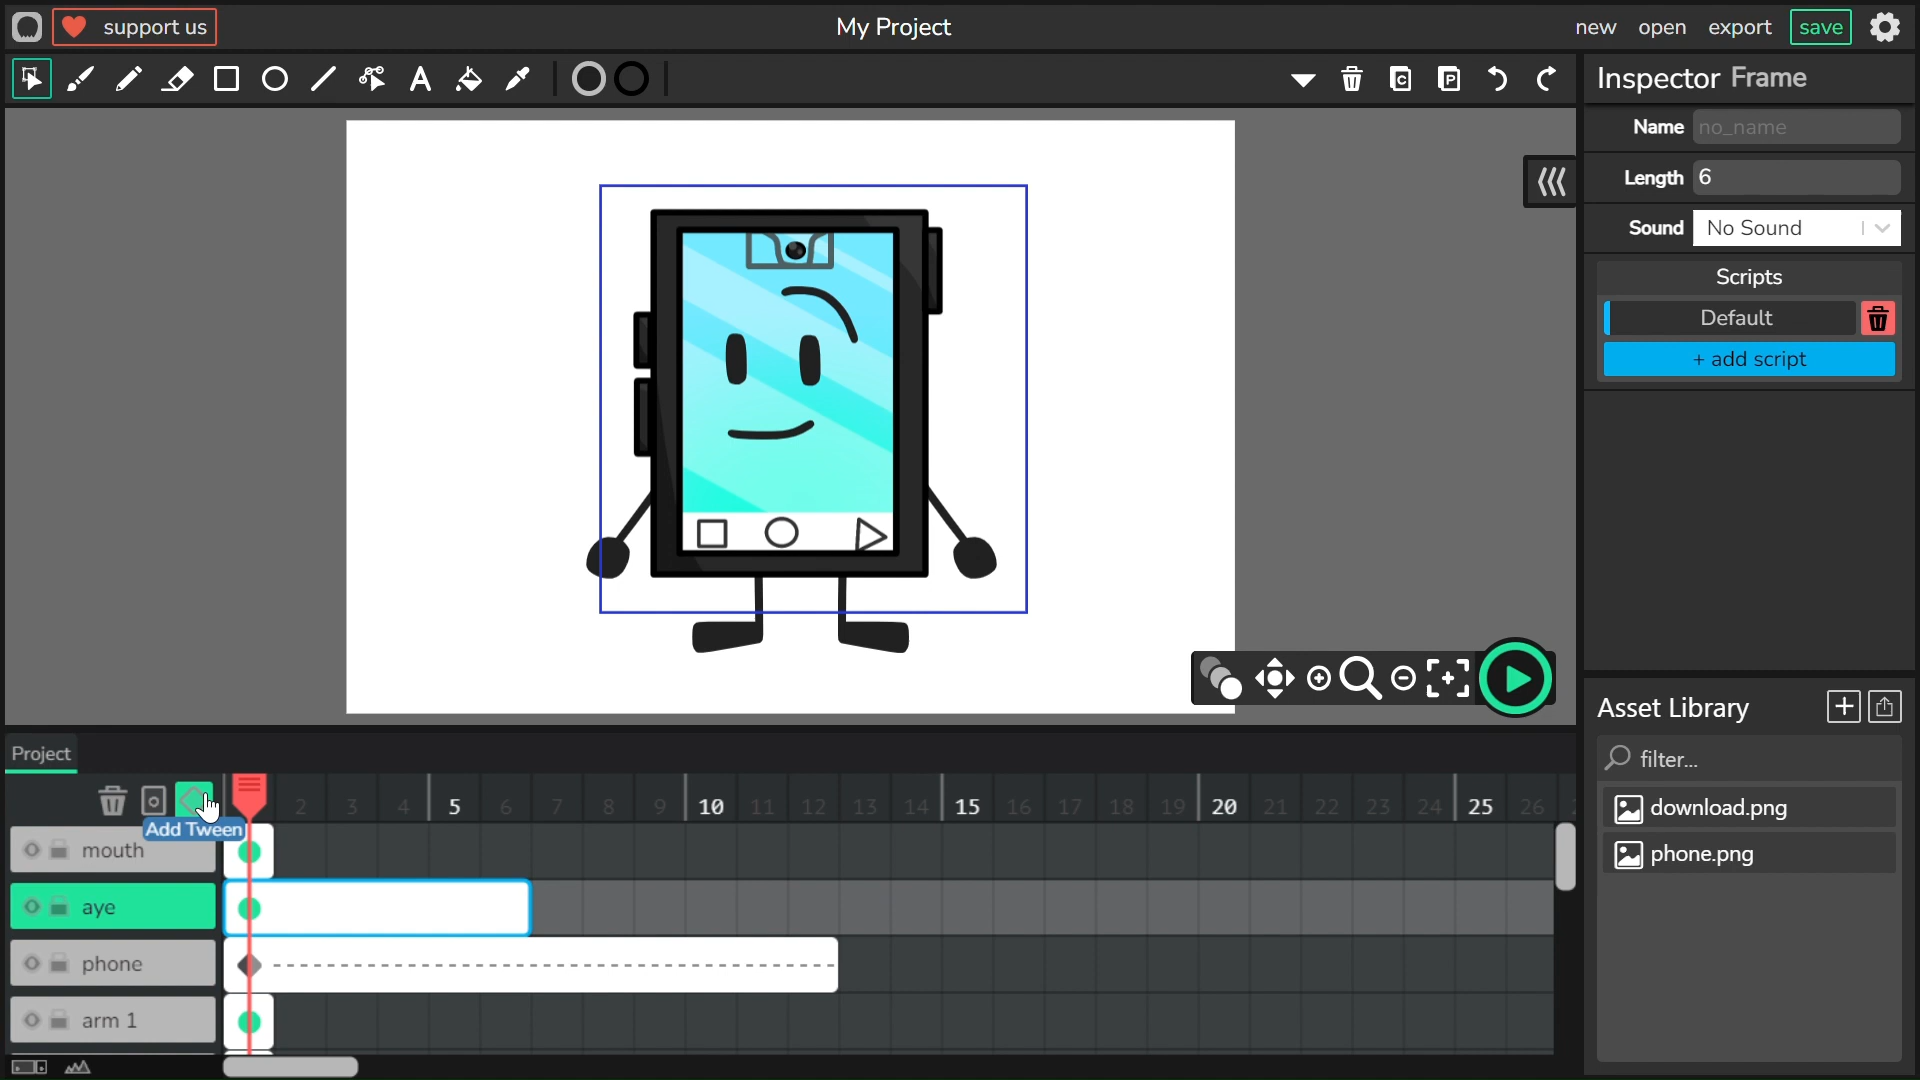 support us
My Project
new open export save
Inspector Frame
Name no_name
Length 6
Sound No Sound
Scripts
Default
+ add script
Asset Library
filter...
download.png
phone.png
Project
2 3 4 5 6 7 8 9 10 11 12 13 14 15 16 17 18 19 20 21 22 23 24 25 26
Add Tween
mouth
aye
phone
arm 1